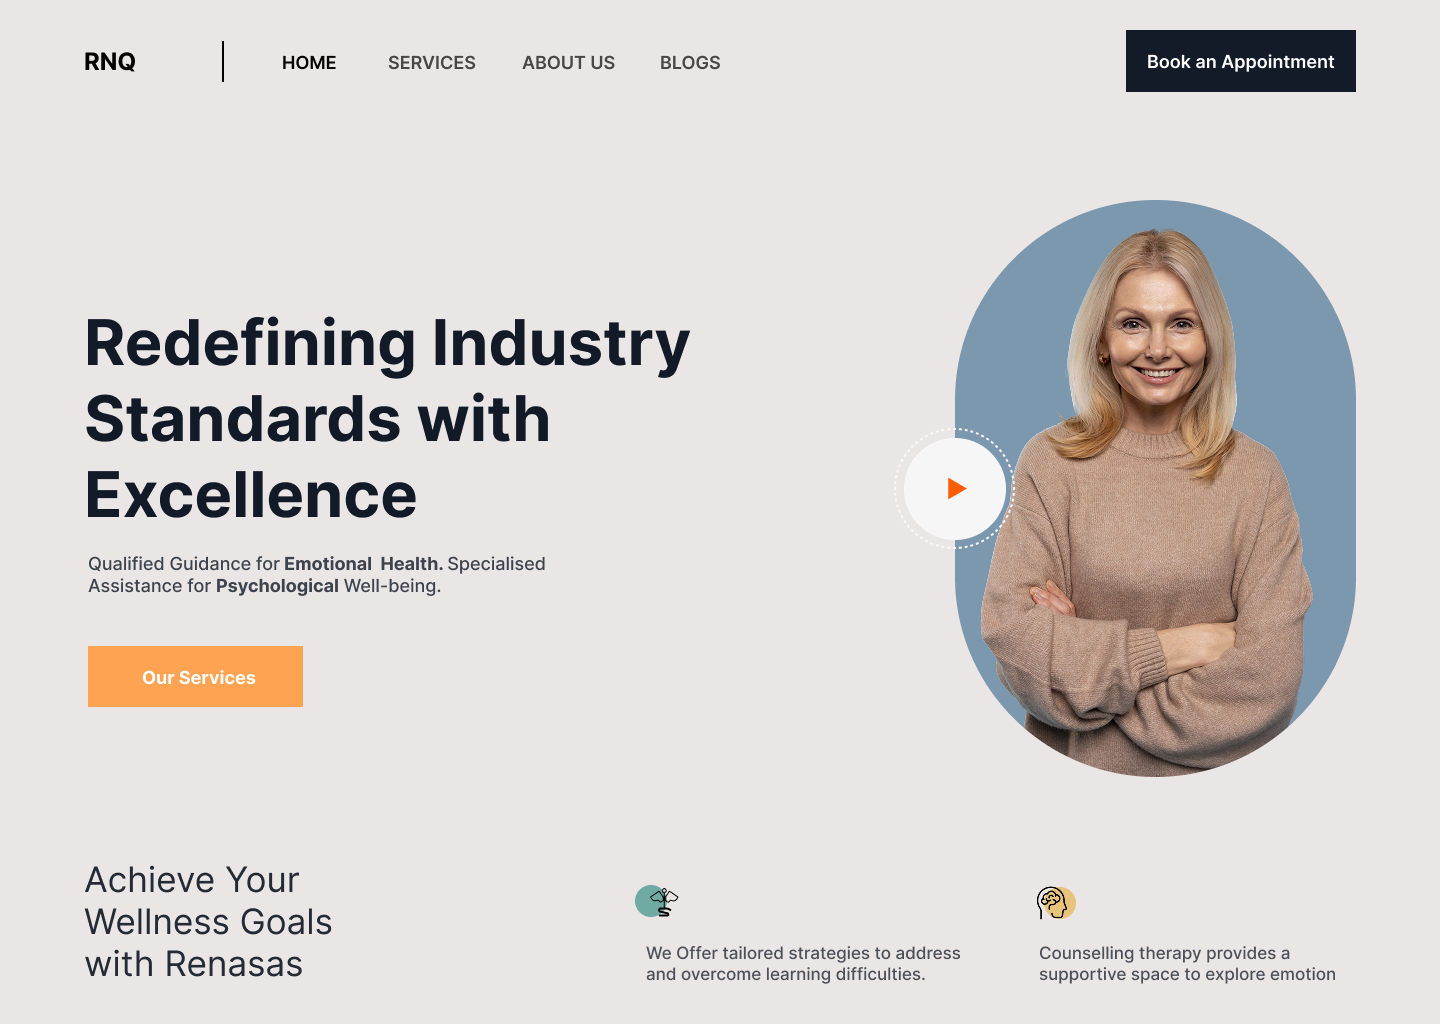 RNQ
HOME SERVICES ABOUT US BLOGS
Book an Appointment
Redefining Industry
Standards with
Excellence
Qualified Guidance for Emotional Health. Specialised
Assistance for Psychological Well-being.
Our Services
Achieve Your
Wellness Goals
with Renasas
We Offer tailored strategies to address
and overcome learning difficulties.
Counselling therapy provides a
supportive space to explore emotion